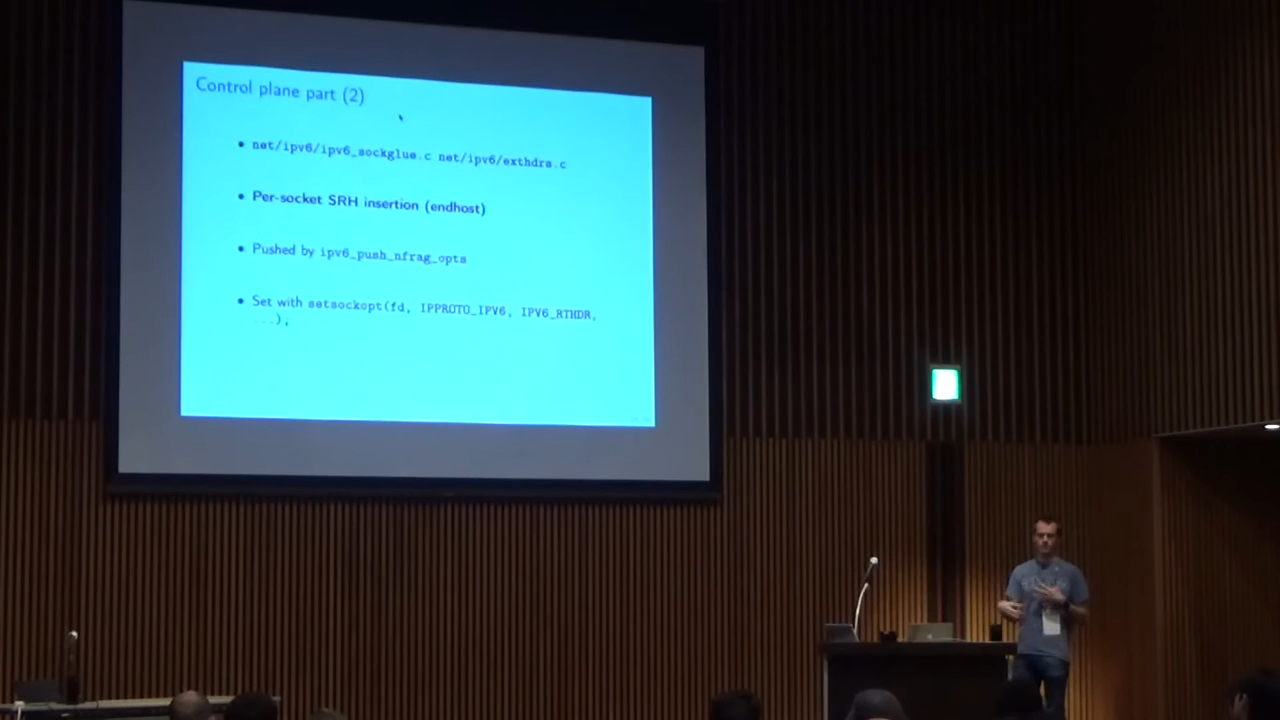 Control plane part (2)
• net/ipv6/ipv6_sockglue.c net/ipv6/exthdrs.c
• Per-socket SRH insertion (endhost)
• Pushed by ipv6_push_nfrag_opts
• Set with setsockopt(fd, IPPROTO_IPV6, IPV6_RTHDR,
...),